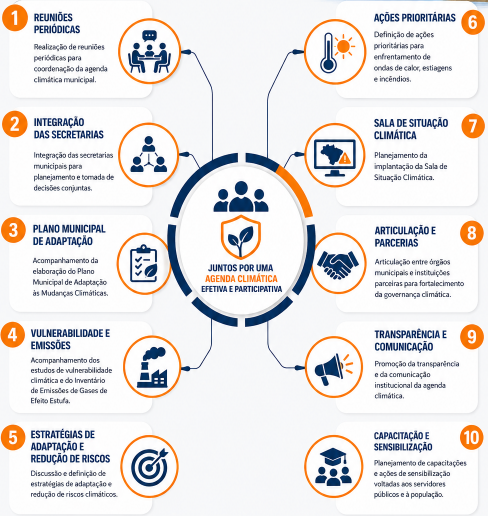 1
REUNIÕES
PERIÓDICAS
Realização de reuniões
periódicas para
coordenação da agenda
climática municipal.
2
INTEGRAÇÃO
DAS SECRETARIAS
Integração das secretarias
municipais para
planejamento e tomada de
decisões conjuntas.
3
PLANO MUNICIPAL
DE ADAPTAÇÃO
Acompanhamento da
elaboração do Plano
Municipal de Adaptação
às Mudanças Climáticas.
4
VULNERABILIDADE E
EMISSÕES
Acompanhamento dos
estudos de vulnerabilidade
climática e do Inventário
de Emissões de Gases de
Efeito Estufa.
5
ESTRATÉGIAS DE
ADAPTAÇÃO E
REDUÇÃO DE RISCOS
Discussão e definição de
estratégias de adaptação e
redução de riscos climáticos.
JUNTOS POR UMA
AGENDA CLIMÁTICA
EFETIVA E PARTICIPATIVA
6
AÇÕES PRIORITÁRIAS
Definição de ações
prioritárias para
enfrentamento de
ondas de calor, estiagens
e incêndios.
7
SALA DE SITUAÇÃO
CLIMÁTICA
Planejamento da
implantação da Sala de
Situação Climática.
8
ARTICULAÇÃO E
PARCERIAS
Articulação entre órgãos
municipais e instituições
parceiras para fortalecimento
da governança climática.
9
TRANSPARÊNCIA E
COMUNICAÇÃO
Promoção da transparência
e da comunicação
institucional da agenda
climática.
10
CAPACITAÇÃO E
SENSIBILIZAÇÃO
Planejamento de capacitações
e ações de sensibilização
voltadas aos servidores
públicos e à população.